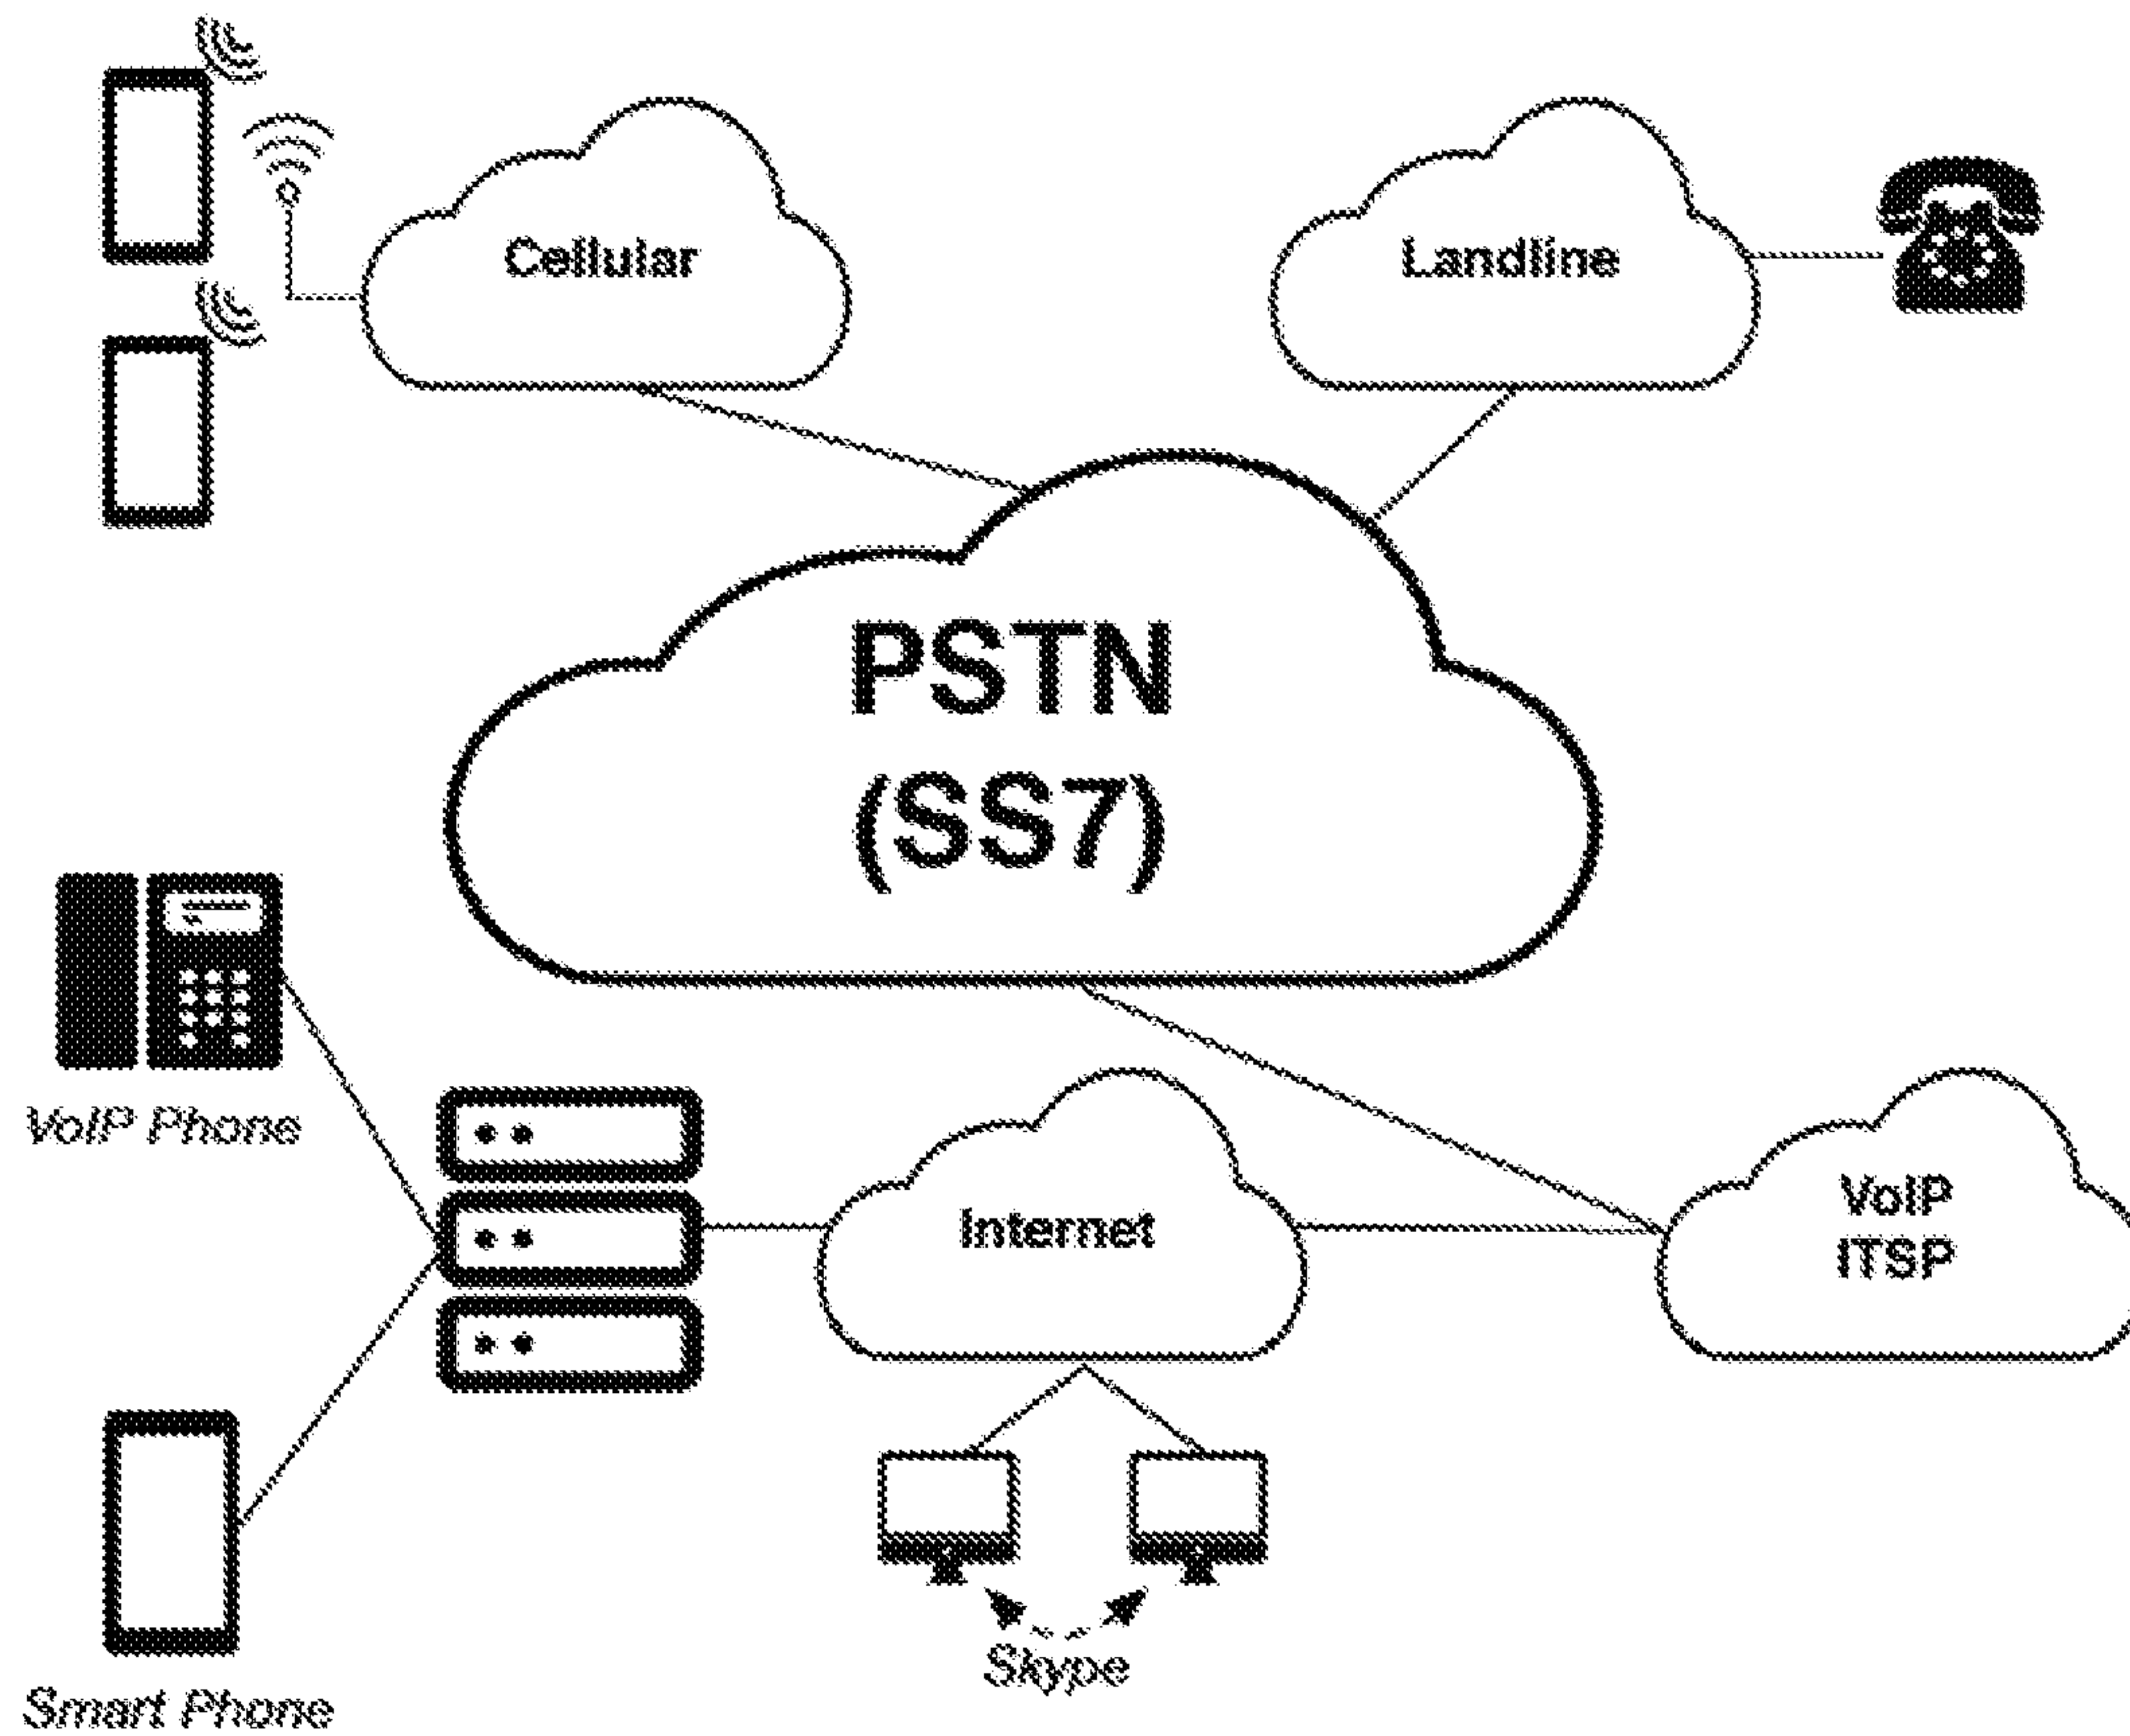 Cellular
Landline
PSTN
(SS7)
VoIP Phone
Internet
VoIP
ITSP
Skype
Smart Phone